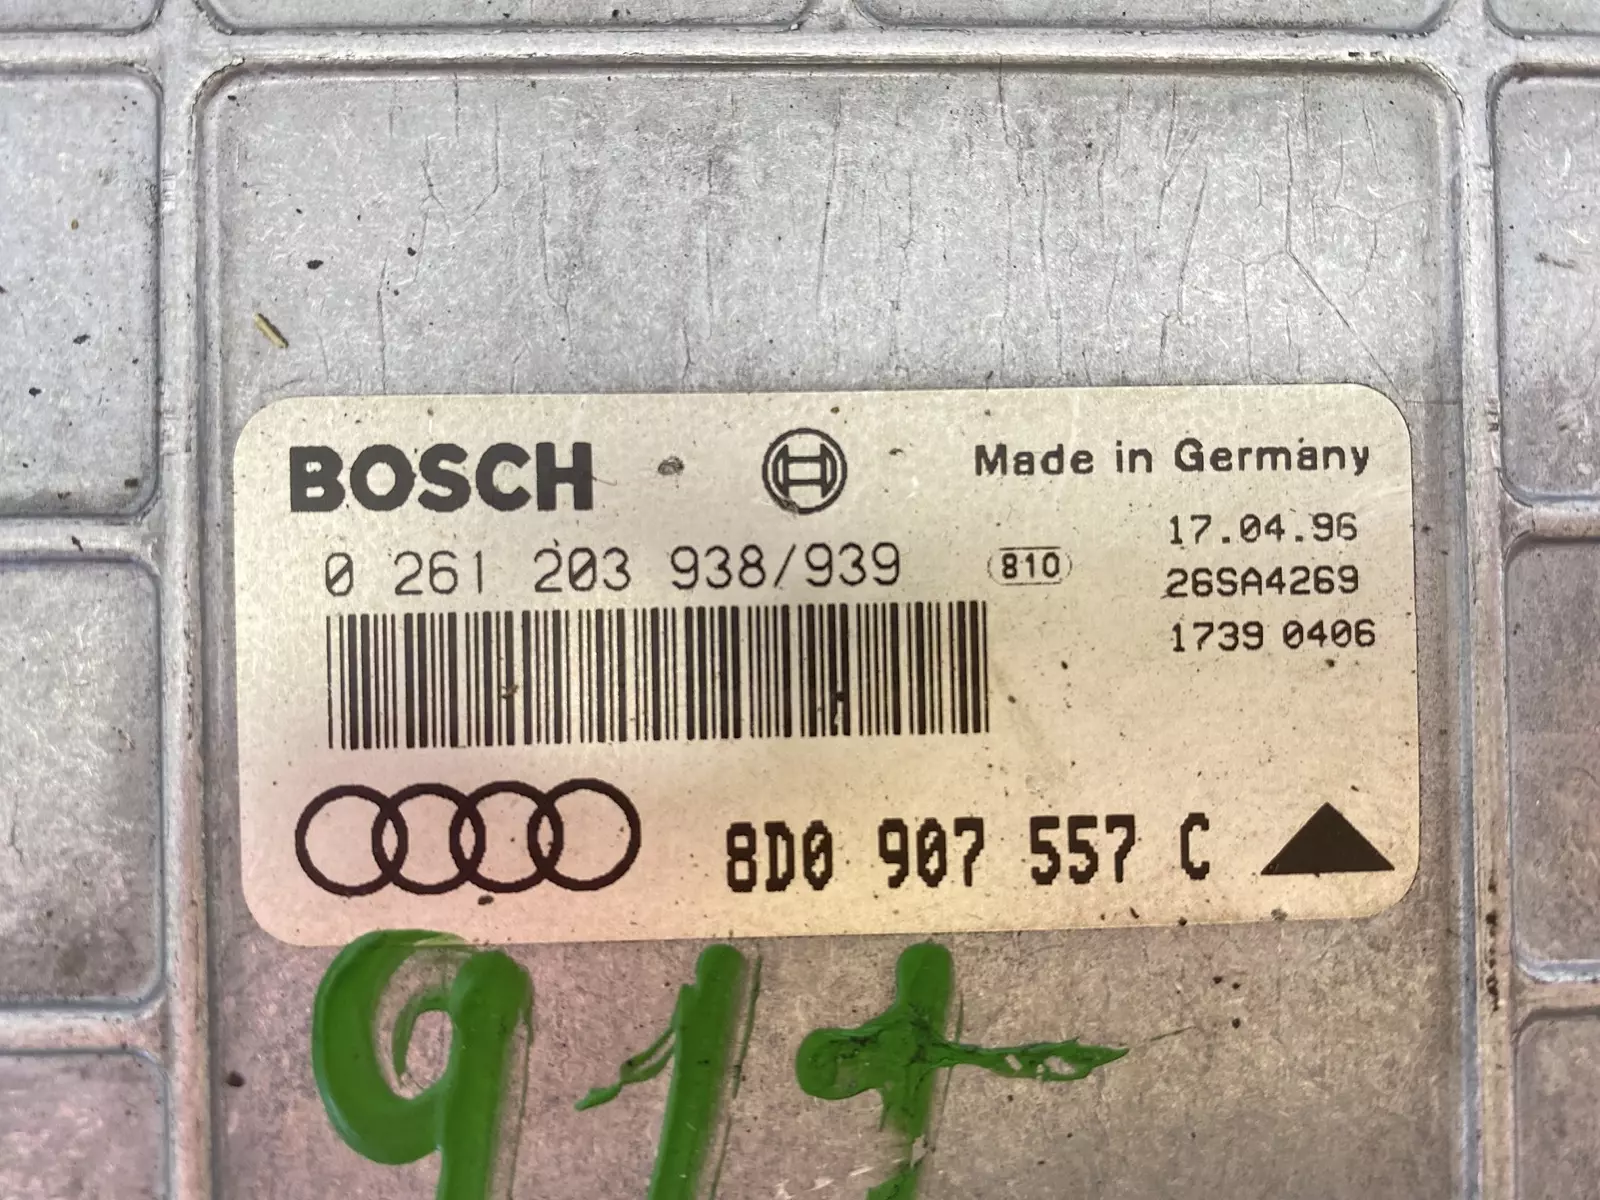 BOSCH
Made in Germany
0 261 203 938/939
810
17.04.96
26SA4269
1739 0406
8D0 907 557 C
917